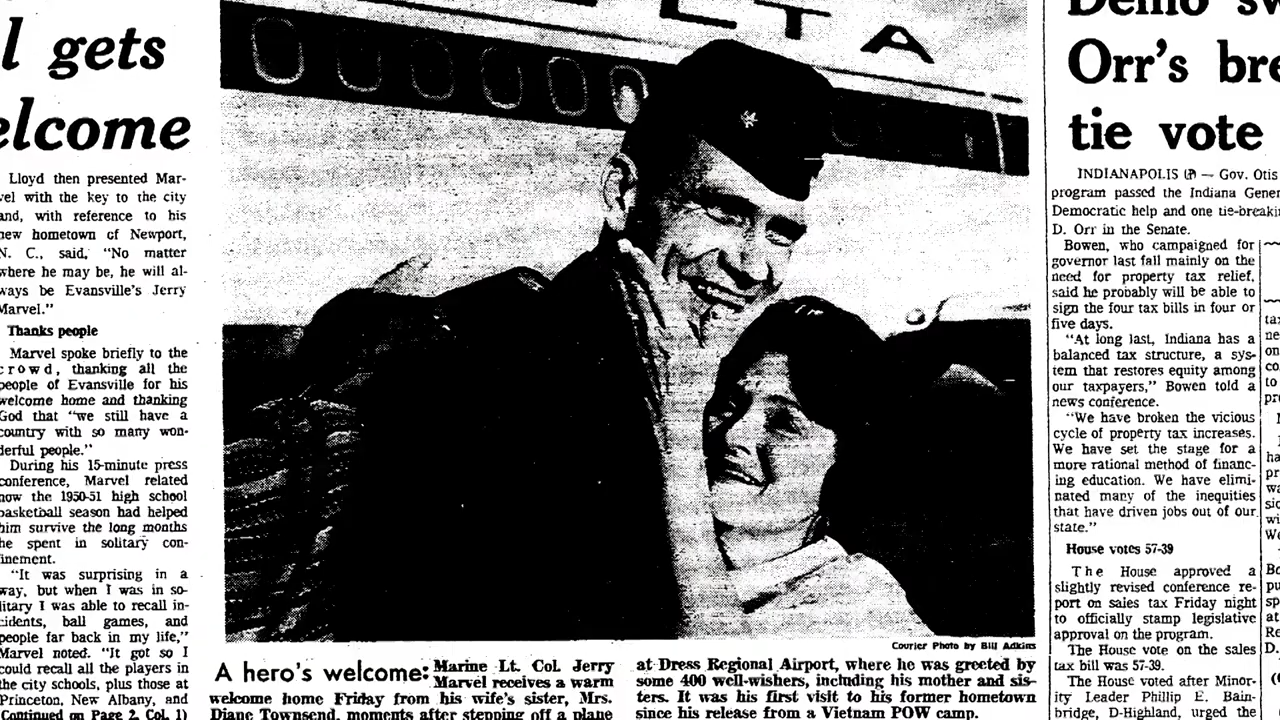 l gets
elcome
Lloyd then presented Mar-
vel with the key to the city
and, with reference to his
new hometown of Newport,
N. C., said, “No matter
where he may be, he will al-
ways be Evansville's Jerry
Marvel.”
Thanks people
Marvel spoke briefly to the
crowd, thanking all the
people of Evansville for his
welcome home and thanking
God that “we still have a
country with so many won-
derful people.”
During his 15-minute press
conference, Marvel related
how the 1950-51 high school
basketball season had helped
him survive the long months
he spent in solitary con-
finement.
“It was surprising in a
way, but when I was in so-
litary I was able to recall in-
cidents, ball games, and
people far back in my life,”
Marvel noted. “It got so I
could recall all the players in
the city schools, plus those at
Princeton, New Albany, and
(Continued on Page 2, Col. 1)
LTA
Courier Photo by Bill Adkins
A hero's welcome: Marine Lt. Col. Jerry
Marvel receives a warm
welcome home Friday from his wife's sister, Mrs.
Diane Townsend, moments after stepping off a plane
at Dress Regional Airport, where he was greeted by
some 400 well-wishers, including his mother and sis-
ters. It was his first visit to his former hometown
since his release from a Vietnam POW camp.
Demo sw
Orr's bre
tie vote
INDIANAPOLIS — Gov. Otis
program passed the Indiana Gener
Democratic help and one tie-breaki
D. Orr in the Senate.
Bowen, who campaigned for
governor last fall mainly on the
need for property tax relief,
said he probably will be able to
sign the four tax bills in four or
five days.
“At long last, Indiana has a
balanced tax structure, a sys-
tem that restores equity among
our taxpayers,” Bowen told a
news conference.
“We have broken the vicious
cycle of property tax increases.
We have set the stage for a
more rational method of financ-
ing education. We have elimi-
nated many of the inequities
that have driven jobs out of our
state.”
House votes 57-39
The House approved a
slightly revised conference re-
port on sales tax Friday night
to officially stamp legislative
approval on the program.
The House vote on the sales
tax bill was 57-39.
The House voted after Minor-
ity Leader Phillip E. Bain-
bridge, D-Highland, urged the